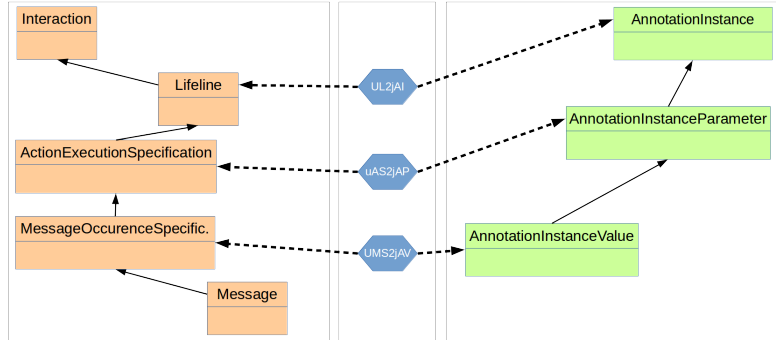 Interaction
Lifeline
ActionExecutionSpecification
MessageOccurenceSpecific.
Message
UL2jAI
uAS2jAP
UMS2jAV
AnnotationInstance
AnnotationInstanceParameter
AnnotationInstanceValue